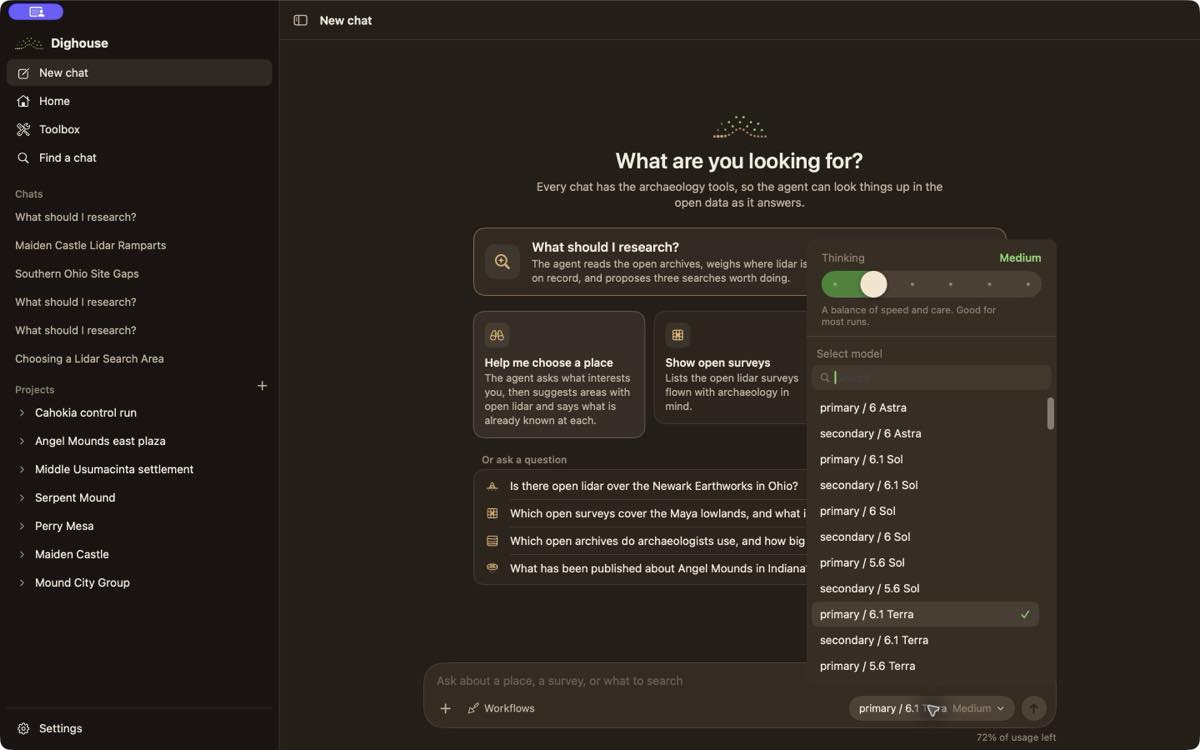 Dighouse
New chat
Home
Toolbox
Find a chat
Chats
What should I research?
Maiden Castle Lidar Ramparts
Southern Ohio Site Gaps
What should I research?
What should I research?
Choosing a Lidar Search Area
Projects
Cahokia control run
Angel Mounds east plaza
Middle Usumacinta settlement
Serpent Mound
Perry Mesa
Maiden Castle
Mound City Group
Settings
New chat
What are you looking for?
Every chat has the archaeology tools, so the agent can look things up in the
open data as it answers.
What should I research?
The agent reads the open archives, weighs where lidar is
on record, and proposes three searches worth doing.
Help me choose a place
The agent asks what interests
you, then suggests areas with
open lidar and says what is
already known at each.
Show open surveys
Lists the open lidar surveys
flown with archaeology in
mind.
Or ask a question
Is there open lidar over the Newark Earthworks in Ohio?
Which open surveys cover the Maya lowlands, and what i
Which open archives do archaeologists use, and how big
What has been published about Angel Mounds in Indiana
Thinking
Medium
A balance of speed and care. Good for
most runs.
Select model
primary / 6 Astra
secondary / 6 Astra
primary / 6.1 Sol
secondary / 6.1 Sol
primary / 6 Sol
secondary / 6 Sol
primary / 5.6 Sol
secondary / 5.6 Sol
primary / 6.1 Terra
secondary / 6.1 Terra
primary / 5.6 Terra
Ask about a place, a survey, or what to search
Workflows
primary / 6.1 Medium
72% of usage left